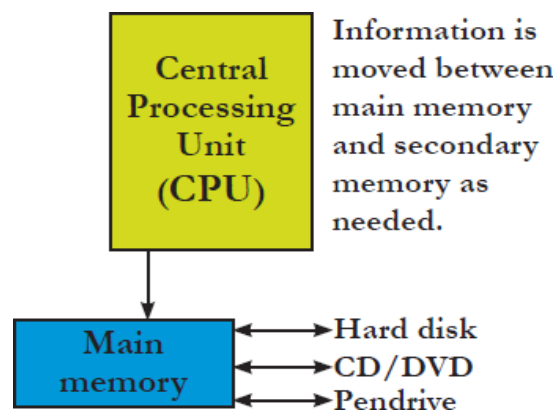 Central
Processing
Unit
(CPU)
Information is
moved between
main memory
and secondary
memory as
needed.
Main
memory
Hard disk
CD/DVD
Pendrive